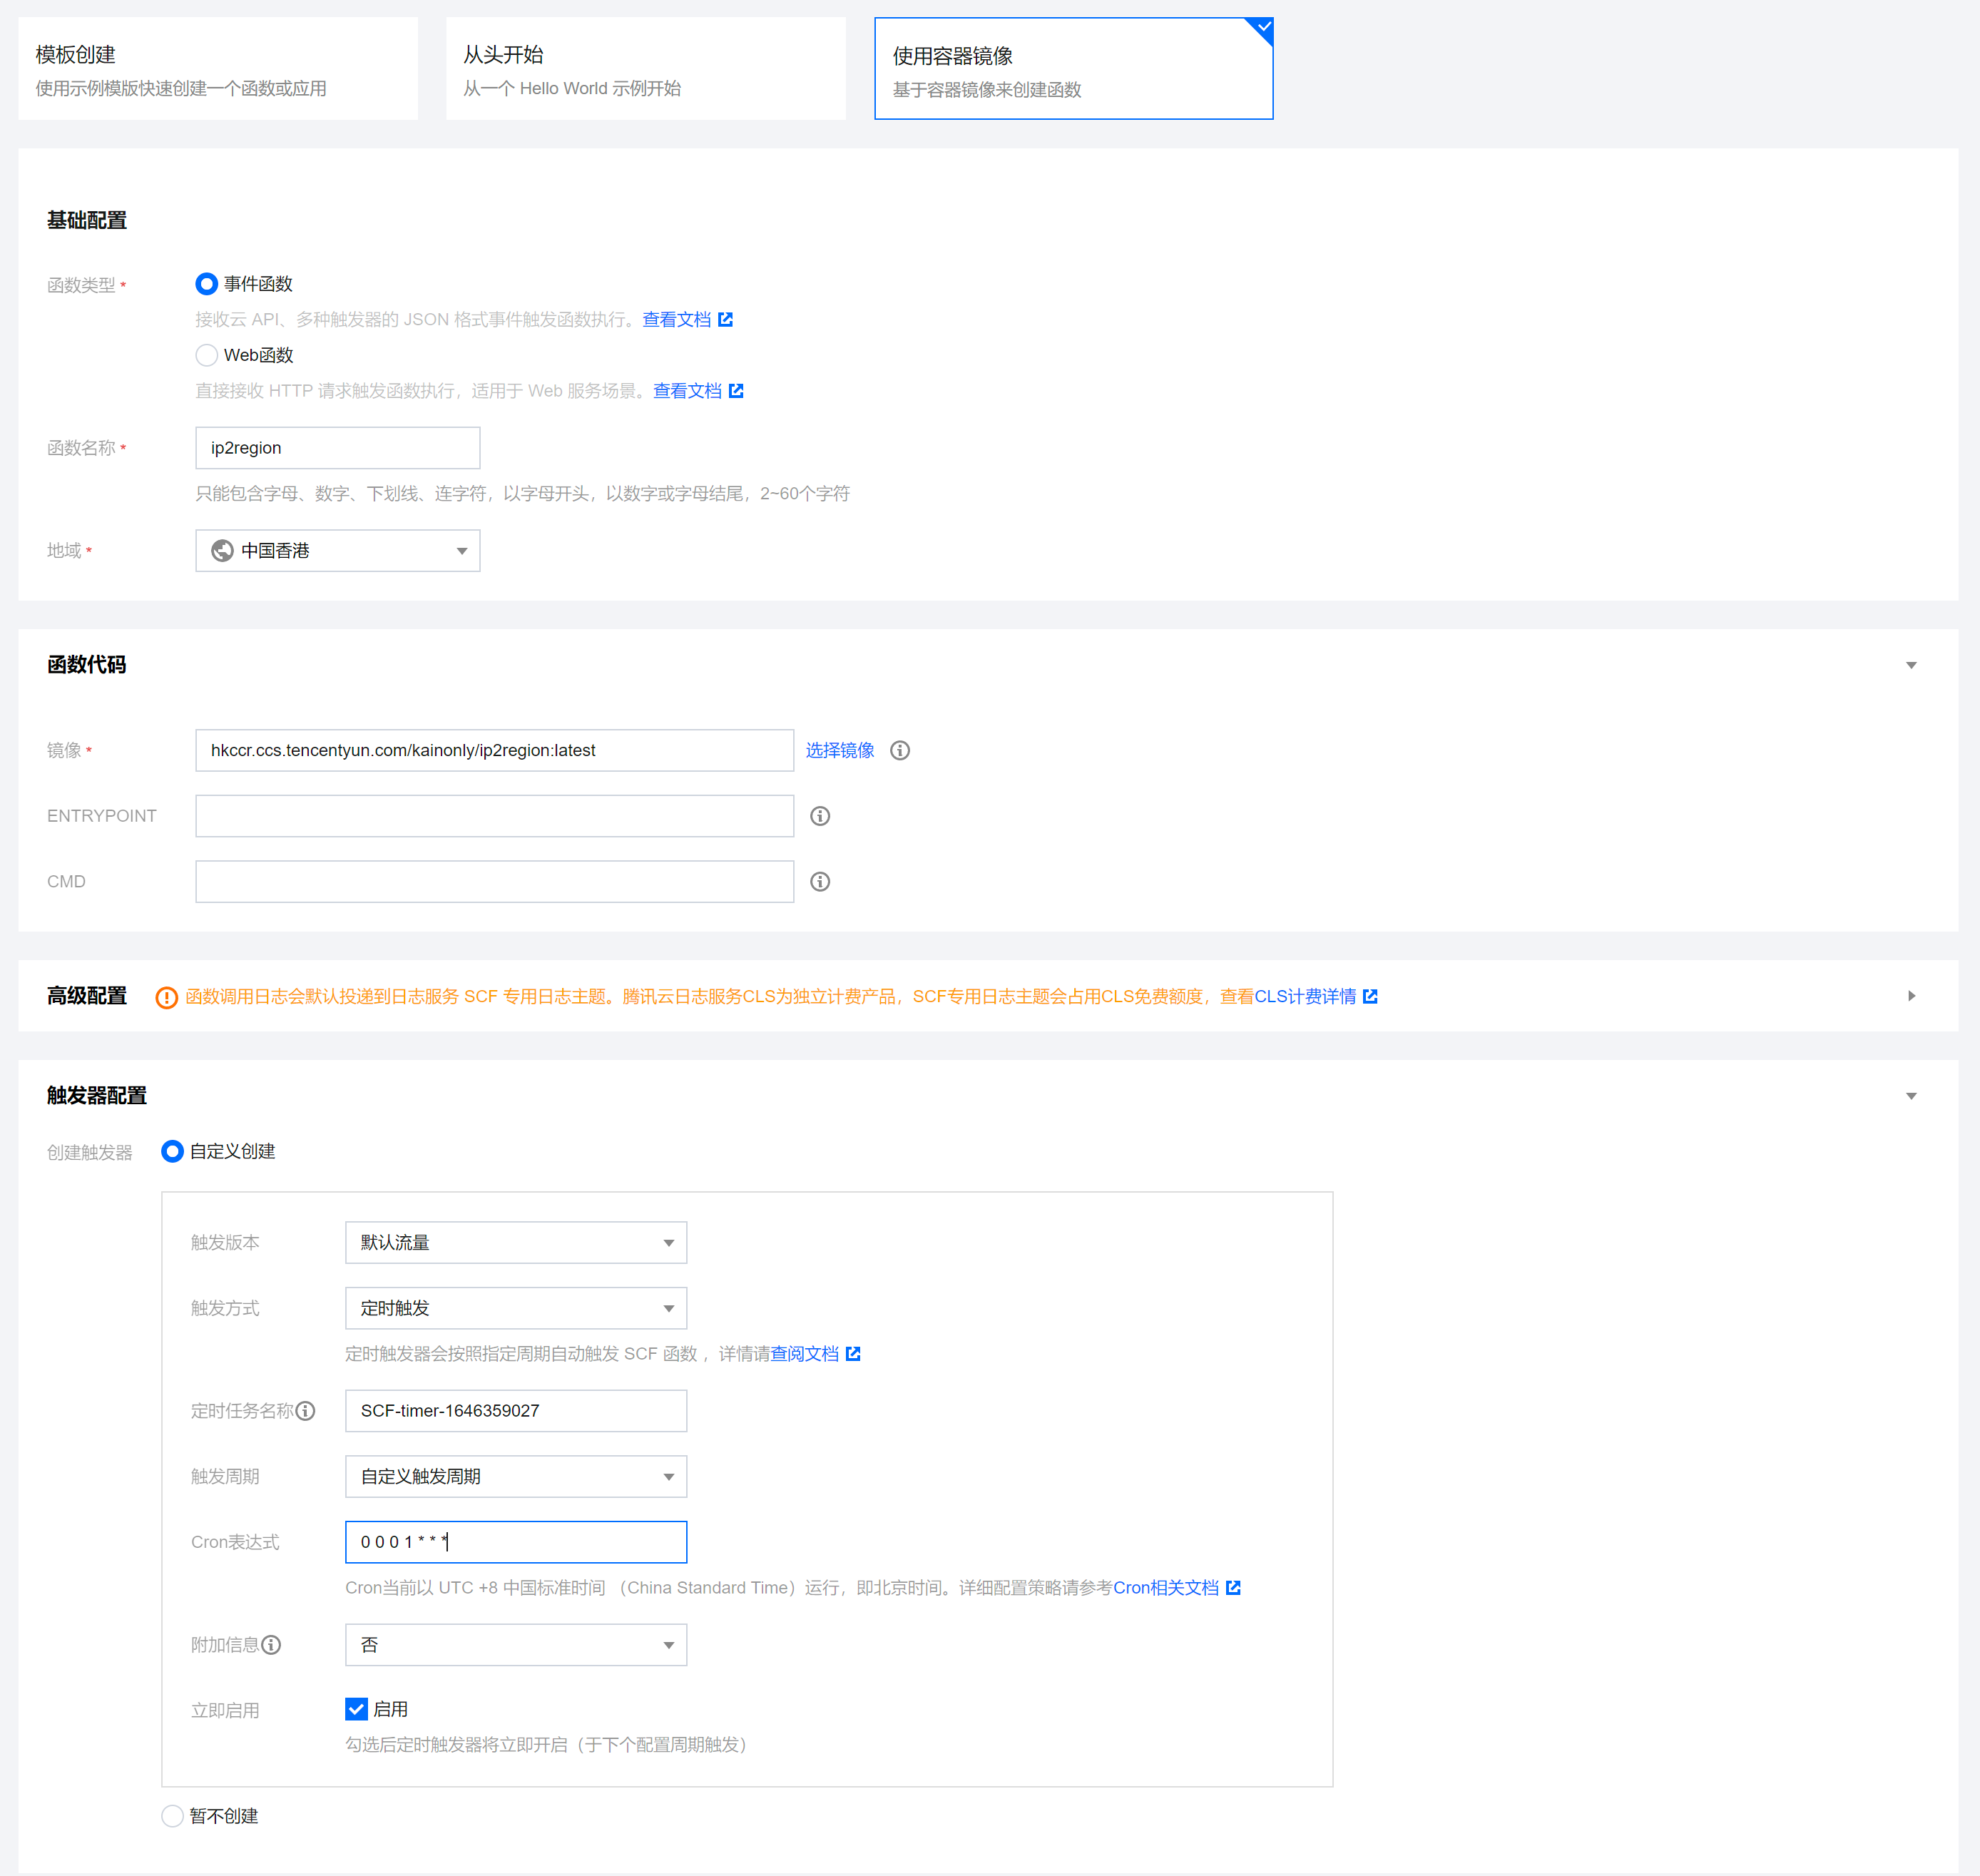 模板创建
使用示例模版快速创建一个函数或应用
从头开始
从一个 Hello World 示例开始
使用容器镜像
基于容器镜像来创建函数
基础配置
函数类型 *
事件函数
接收云 API、多种触发器的 JSON 格式事件触发函数执行。查看文档
Web函数
直接接收 HTTP 请求触发函数执行，适用于 Web 服务场景。查看文档
函数名称 *
ip2region
只能包含字母、数字、下划线、连字符，以字母开头，以数字或字母结尾，2~60个字符
地域 *
中国香港
函数代码
镜像 *
hkccr.ccs.tencentyun.com/kainonly/ip2region:latest
选择镜像
ENTRYPOINT
CMD
高级配置
函数调用日志会默认投递到日志服务 SCF 专用日志主题。腾讯云日志服务CLS为独立计费产品，SCF专用日志主题会占用CLS免费额度，查看CLS计费详情
触发器配置
创建触发器
自定义创建
触发版本
默认流量
触发方式
定时触发
定时触发器会按照指定周期自动触发 SCF 函数 ，详情请查阅文档
定时任务名称
SCF-timer-1646359027
触发周期
自定义触发周期
Cron表达式
0 0 0 1 * * *
Cron当前以 UTC +8 中国标准时间 （China Standard Time）运行，即北京时间。详细配置策略请参考Cron相关文档
附加信息
否
立即启用
启用
勾选后定时触发器将立即开启（于下个配置周期触发）
暂不创建